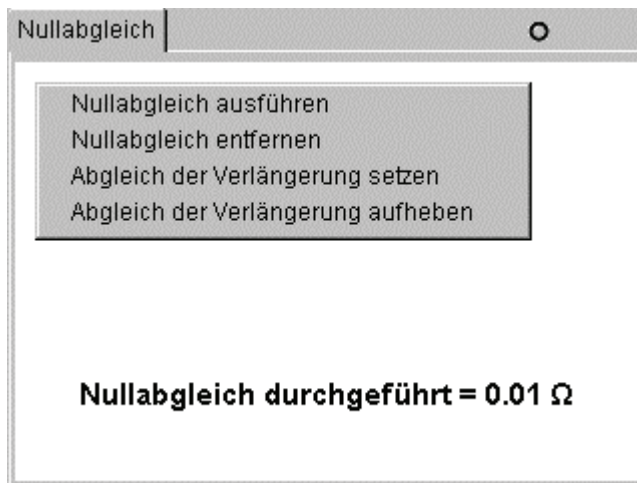 Nullabgleich
Nullabgleich ausführen
Nullabgleich entfernen
Abgleich der Verlängerung setzen
Abgleich der Verlängerung aufheben
Nullabgleich durchgeführt = 0.01 Ω